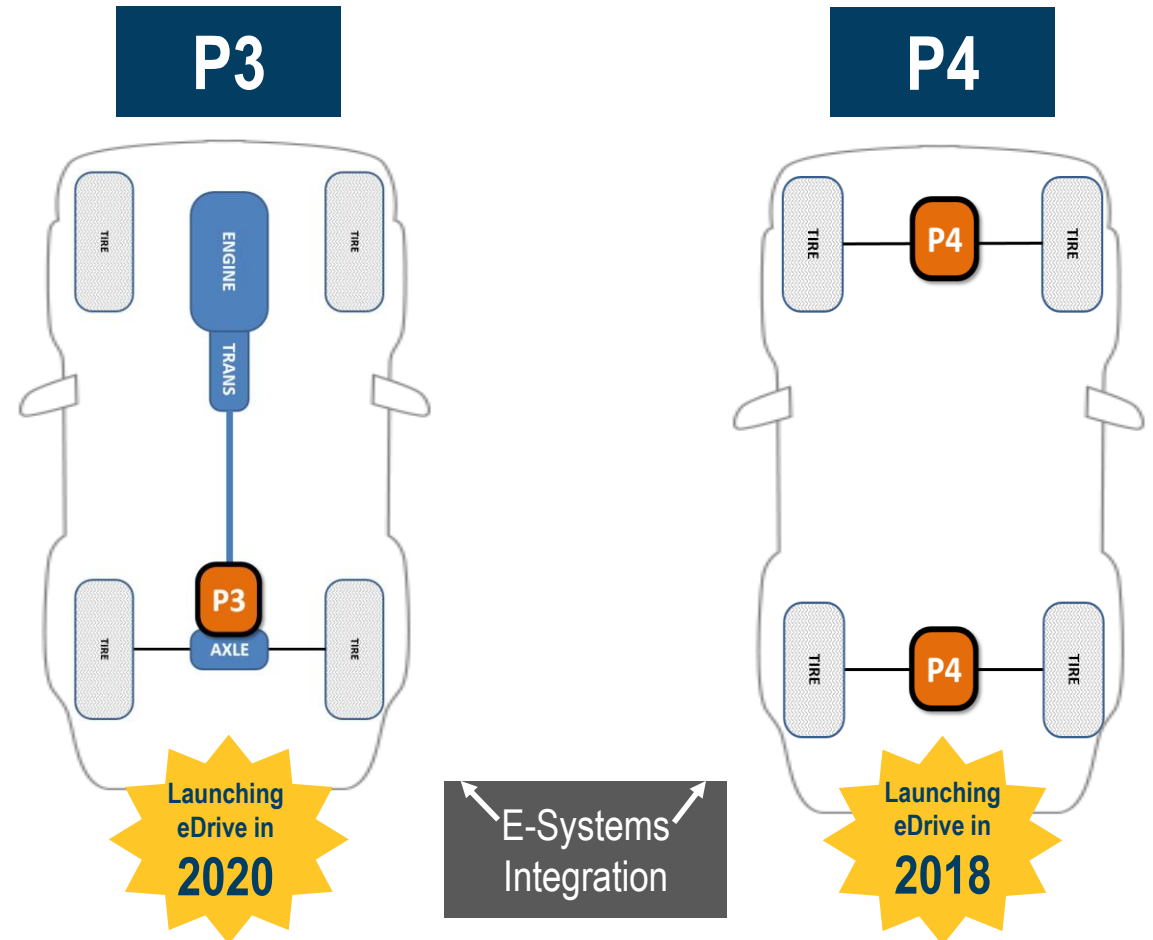 P3
P4
TIRE
ENGINE
TIRE
TRANS
P3
AXLE
TIRE
TIRE
TIRE
P4
TIRE
TIRE
P4
TIRE
Launching
eDrive in
2020
E-Systems
Integration
Launching
eDrive in
2018